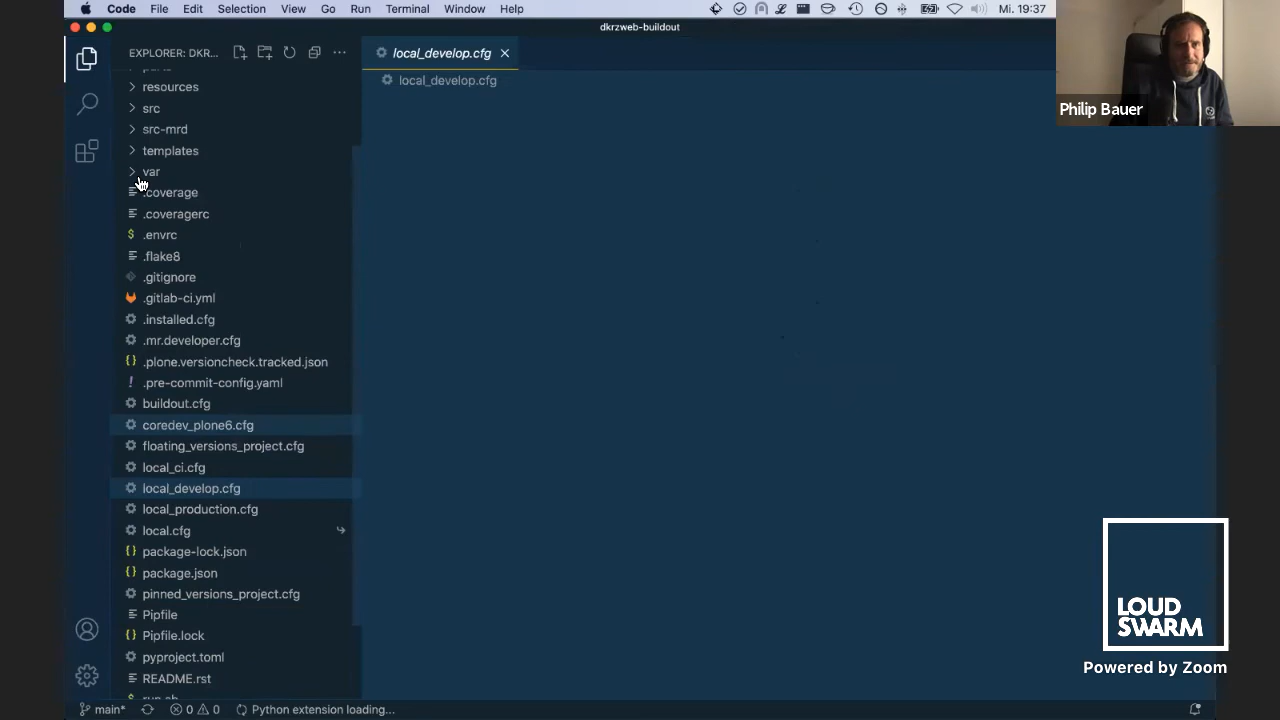 Code File Edit Selection View Go Run Terminal Window Help Mi. 19:37
dkrzweb-buildout
EXPLORER: DKR...
local_develop.cfg
local_develop.cfg
resources
src
src-mrd
templates
var
.coverage
.coveragerc
.envrc
.flake8
.gitignore
.gitlab-ci.yml
.installed.cfg
.mr.developer.cfg
.plone.versioncheck.tracked.json
.pre-commit-config.yaml
buildout.cfg
coredev_plone6.cfg
floating_versions_project.cfg
local_ci.cfg
local_develop.cfg
local_production.cfg
local.cfg
package-lock.json
package.json
pinned_versions_project.cfg
Pipfile
Pipfile.lock
pyproject.toml
README.rst
main* 0 0 Python extension loading...
Philip Bauer
LOUD
SWARM
Powered by Zoom